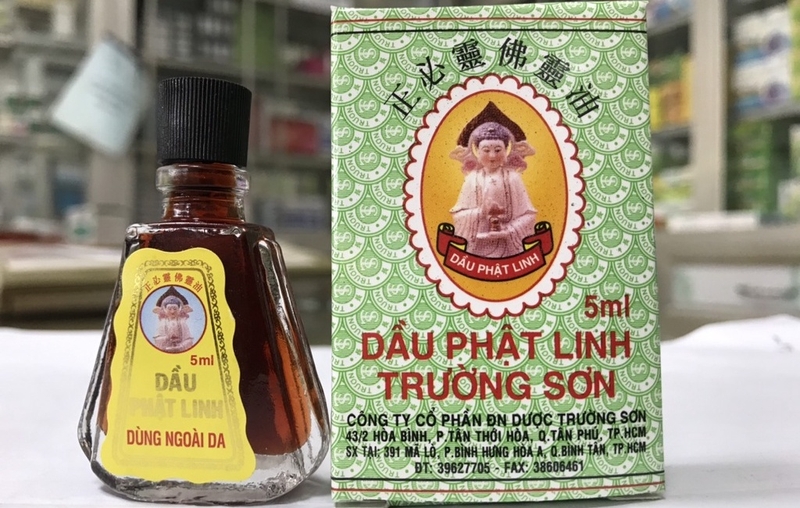 正必靈佛靈油
5ml
DẦU
PHẬT LINH
DÙNG NGOÀI DA
正必靈佛靈油
DẦU PHẬT LINH
5ml
DẦU PHẬT LINH
TRƯỜNG SƠN
CÔNG TY CỔ PHẦN ĐN DƯỢC TRƯỜNG SƠN
43/2 HÒA BÌNH, P.TÂN THỚI HÒA, Q.TÂN PHÚ, TP.HCM
SX TẠI: 391 MÃ LÒ, P.BÌNH HƯNG HÒA A, Q.BÌNH TÂN, TP.HCM
ĐT: 39627705 - FAX: 38606461